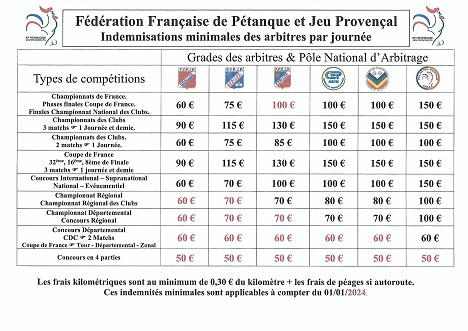 Fédération Française de Pétanque et Jeu Provençal
Indemnisations minimales des arbitres par journée
Grades des arbitres & Pôle National d'Arbitrage
Types de compétitions
Championnats de France.
Phases finales Coupe de France.
Finales Championnat National des Clubs.
60 € 75 € 100 € 100 € 100 € 150 €
Championnats des Clubs
3 matchs ☞ 1 Journée et demie.
90 € 115 € 130 € 150 € 150 € 150 €
Championnats des Clubs.
2 matchs ☞ 1 Journée.
60 € 75 € 85 € 100 € 100 € 150 €
Coupe de France
32ème, 16ème, 8ème de Finale
3 matchs ☞ 1 journée et demie
90 € 115 € 130 € 150 € 150 € 150 €
Concours International – Supranational
National – Evénementiel
60 € 70 € 100 € 100 € 100 € 150 €
Championnat Régional
Championnat Régional des Clubs
60 € 70 € 70 € 80 € 80 € 100 €
Championnat Départemental
Concours Régional
60 € 70 € 70 € 70 € 70 € 100 €
Concours Départemental
CDC ☞ 2 Matchs
Coupe de France ☞ Tour - Départemental - Zonal
60 € 60 € 60 € 60 € 60 € 60 €
Concours en 4 parties
50 € 50 € 50 € 50 € 50 € 50 €
Les frais kilométriques sont au minimum de 0,30 € du kilomètre + les frais de péages si autoroute.
Ces indemnités minimales sont applicables à compter du 01/01/2024.